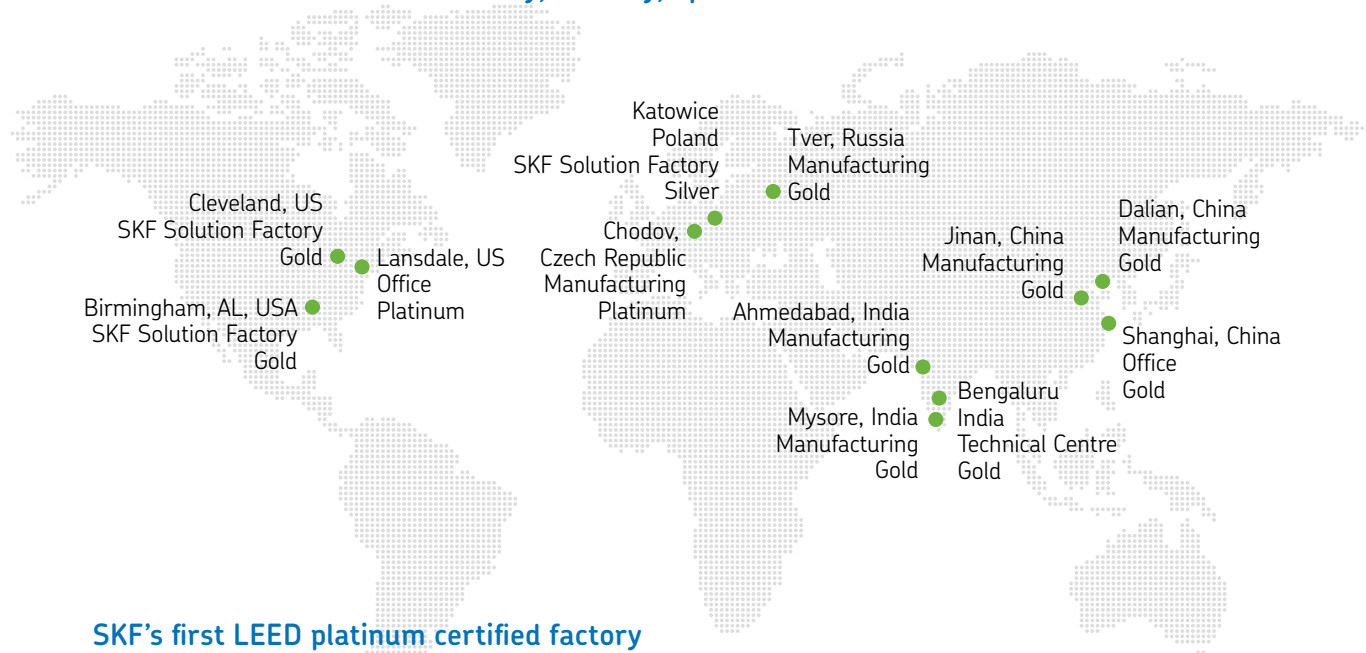 Katowice
Poland
SKF Solution Factory
Silver
Tver, Russia
Manufacturing
Gold
Cleveland, US
SKF Solution Factory
Gold
Lansdale, US
Office
Platinum
Birmingham, AL, USA
SKF Solution Factory
Gold
Chodov,
Czech Republic
Manufacturing
Platinum
Dalian, China
Manufacturing
Gold
Jinan, China
Manufacturing
Gold
Shanghai, China
Office
Gold
Ahmedabad, India
Manufacturing
Gold
Bengaluru
India
Technical Centre
Gold
Mysore, India
Manufacturing
Gold
SKF's first LEED platinum certified factory